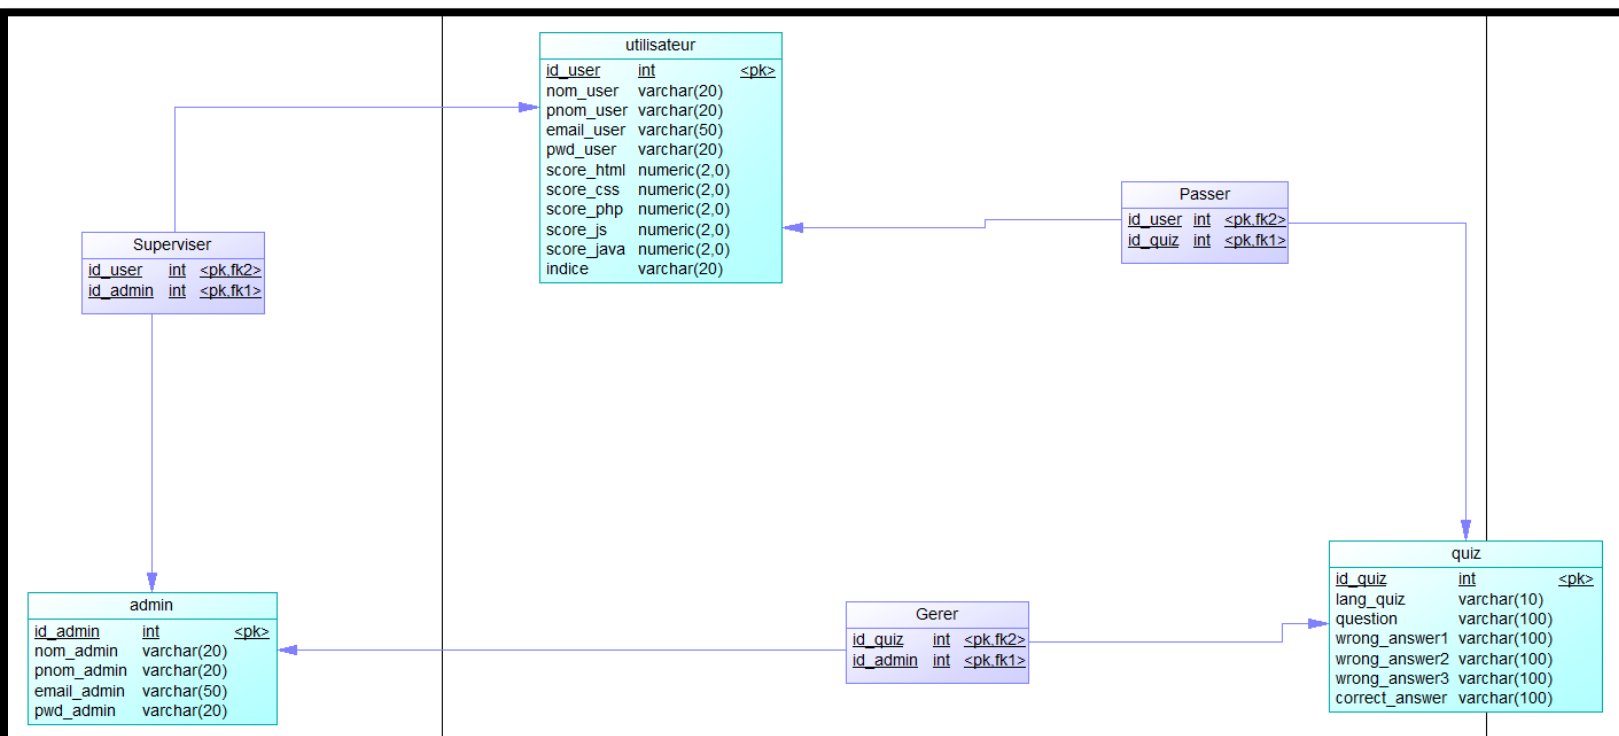 utilisateur
id_user int <pk>
nom_user varchar(20)
pnom_user varchar(20)
email_user varchar(50)
pwd_user varchar(20)
score_html numeric(2,0)
score_css numeric(2,0)
score_php numeric(2,0)
score_js numeric(2,0)
score_java numeric(2,0)
indice varchar(20)
Passer
id_user int <pk,fk2>
id_quiz int <pk,fk1>
Superviser
id_user int <pk,fk2>
id_admin int <pk,fk1>
quiz
id_quiz int <pk>
lang_quiz varchar(10)
question varchar(100)
wrong_answer1 varchar(100)
wrong_answer2 varchar(100)
wrong_answer3 varchar(100)
correct_answer varchar(100)
admin
id_admin int <pk>
nom_admin varchar(20)
pnom_admin varchar(20)
email_admin varchar(50)
pwd_admin varchar(20)
Gerer
id_quiz int <pk,fk2>
id_admin int <pk,fk1>